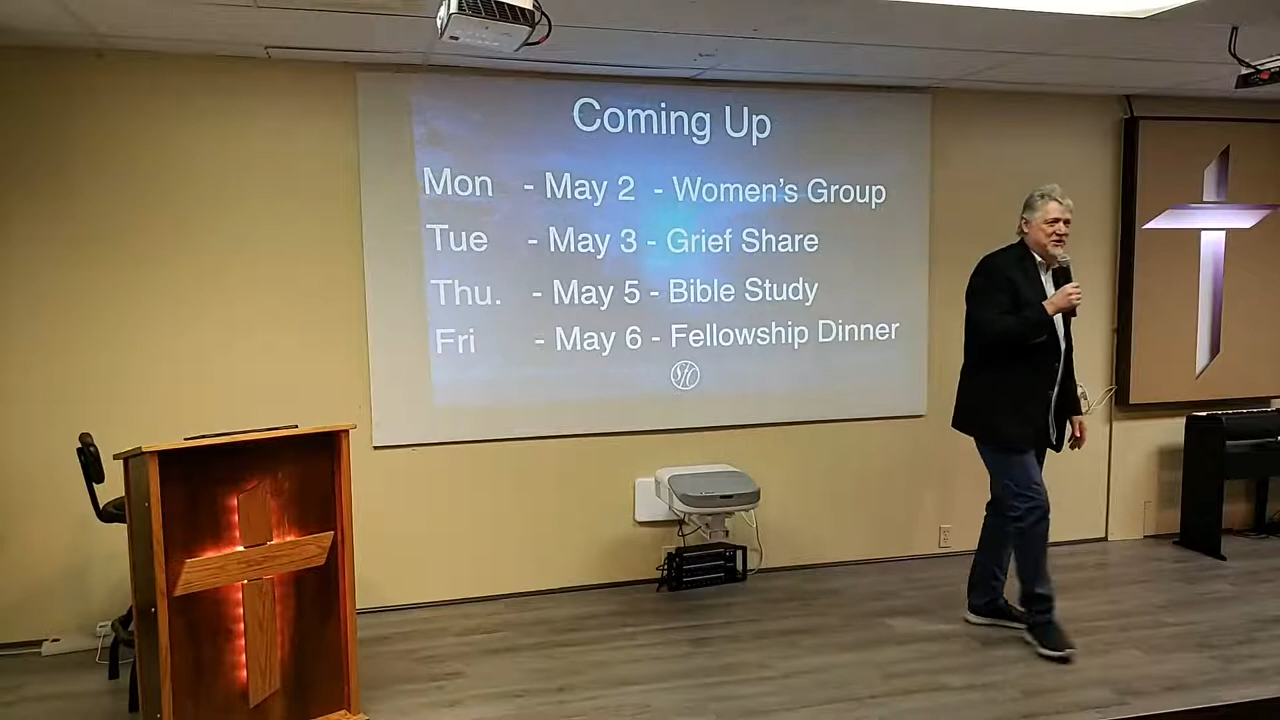 Coming Up
Mon - May 2 - Women's Group
Tue - May 3 - Grief Share
Thu. - May 5 - Bible Study
Fri - May 6 - Fellowship Dinner